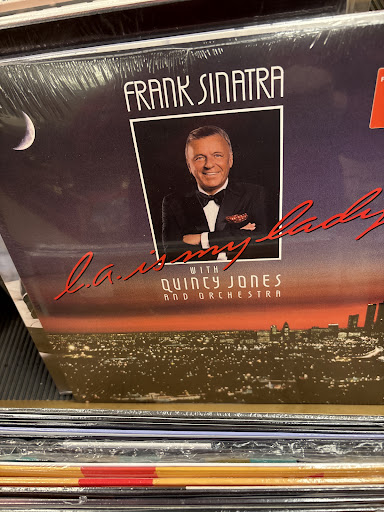 FRANK SINATRA
l.a. is my lady
WITH
QUINCY JONES
AND ORCHESTRA